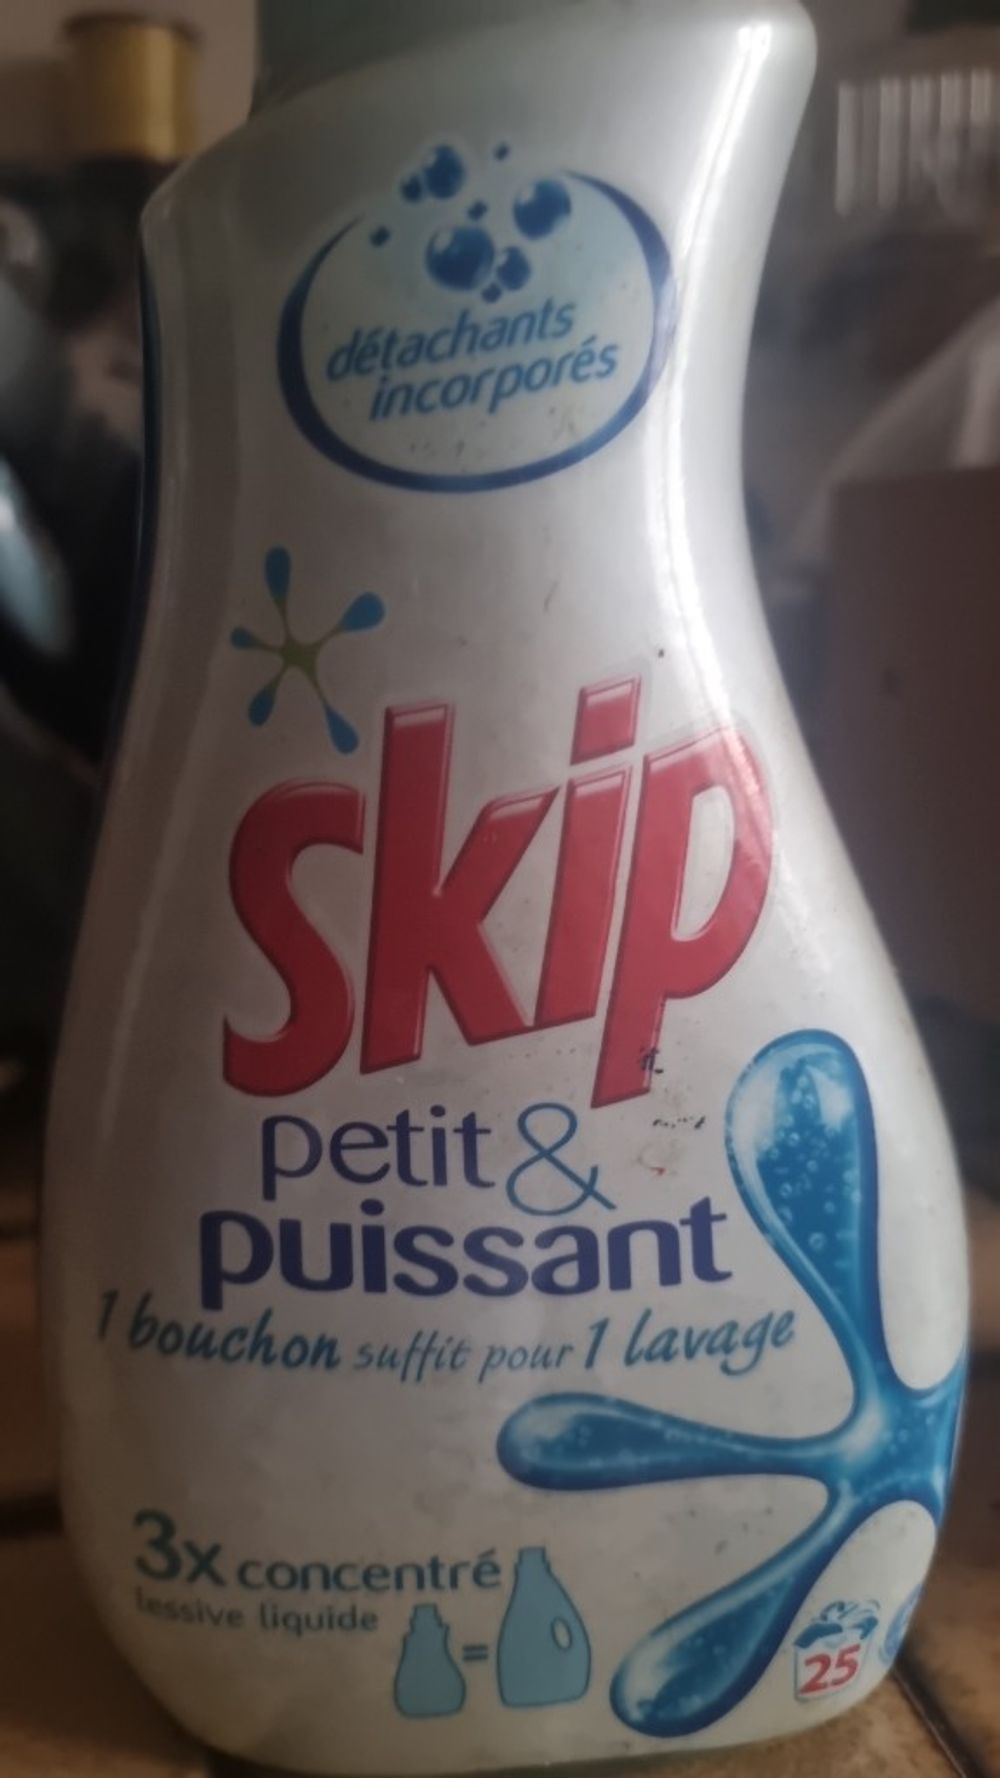 détachants
incorporés
skip
petit &
puissant
1 bouchon suffit pour 1 lavage
3x concentré
lessive liquide
=
25